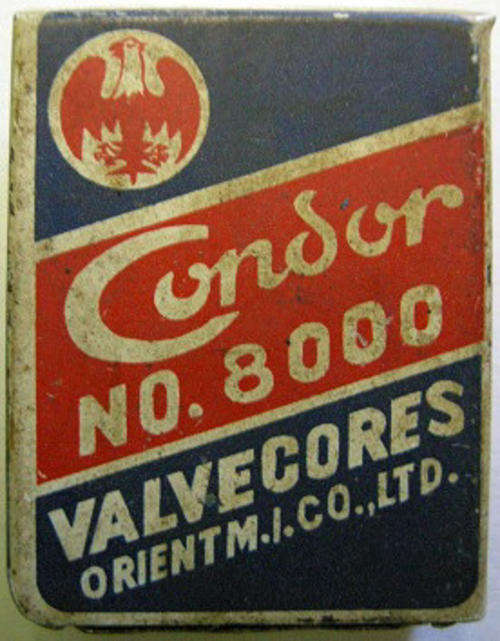 Condor
NO. 8000
VALVECORES
ORIENT M.I.CO.,LTD.